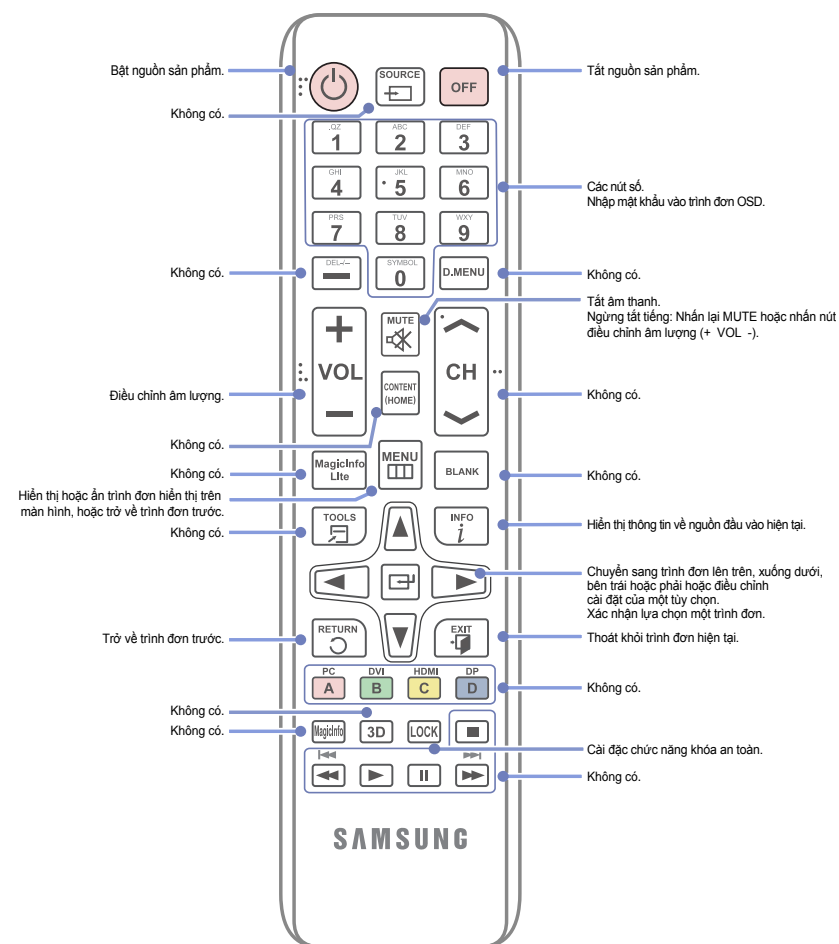 Bật nguồn sản phẩm.
SOURCE
OFF
Tắt nguồn sản phẩm.
Không có.
.QZ
1
ABC
2
DEF
3
GHI
4
JKL
5
MNO
6
Các nút số.
Nhập mật khẩu vào trình đơn OSD.
PRS
7
TUV
8
WXY
9
Không có.
DEL-/--
SYMBOL
0
D.MENU
Không có.
Tắt âm thanh.
Ngừng tắt tiếng: Nhấn lại MUTE hoặc nhấn nút
điều chỉnh âm lượng (+ VOL -).
MUTE
VOL
CH
CONTENT
(HOME)
Điều chỉnh âm lượng.
Không có.
Không có.
MENU
MagicInfo
Lite
BLANK
Không có.
Không có.
Hiển thị hoặc ẩn trình đơn hiển thị trên
màn hình, hoặc trở về trình đơn trước.
TOOLS
INFO
i
Không có.
Hiển thị thông tin về nguồn đầu vào hiện tại.
Chuyển sang trình đơn lên trên, xuống dưới,
bên trái hoặc phải hoặc điều chỉnh
cài đặt của một tùy chọn.
Xác nhận lựa chọn một trình đơn.
RETURN
EXIT
Trở về trình đơn trước.
Thoát khỏi trình đơn hiện tại.
PC
DVI
HDMI
DP
A
B
C
D
Không có.
Không có.
Không có.
MagicInfo
3D
LOCK
Cài đặc chức năng khóa an toàn.
Không có.
SAMSUNG